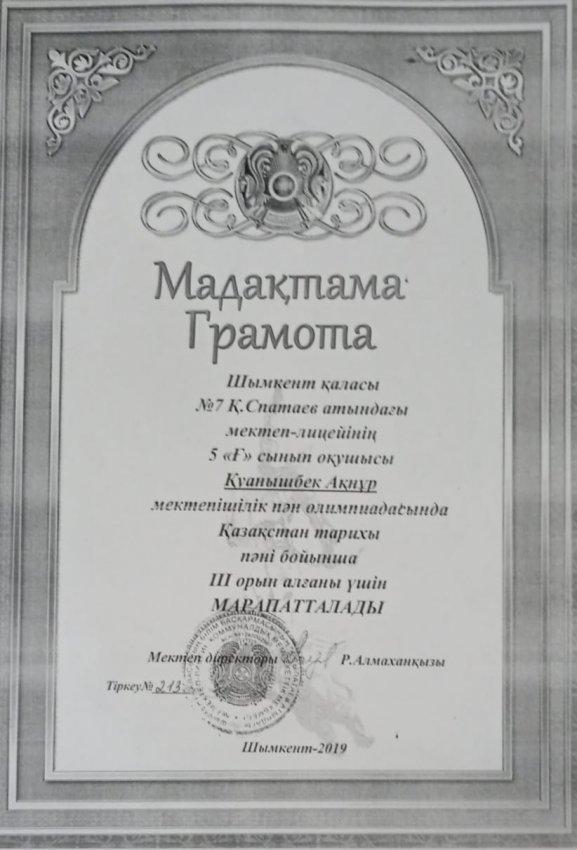 Мадақтама
Грамота
Шымкент қаласы
№7 Қ.Спатаев атындағы
мектеп-лицейінің
5 «Ғ» сынып оқушысы
Қуанышбек Ақнұр
мектепішілік пән олимпиадасында
Қазақстан тарихы
пәні бойынша
ІІІ орын алғаны үшін
МАРАПАТТАЛАДЫ
Мектеп директоры Р.Алмаханқызы
Тіркеу№ 213
Шымкент-2019